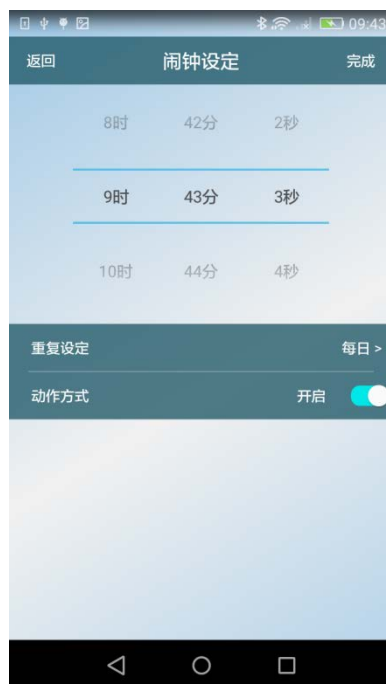 09:43
返回 闹钟设定 完成
8时 42分 2秒
9时 43分 3秒
10时 44分 4秒
重复设定 每日 >
动作方式 开启